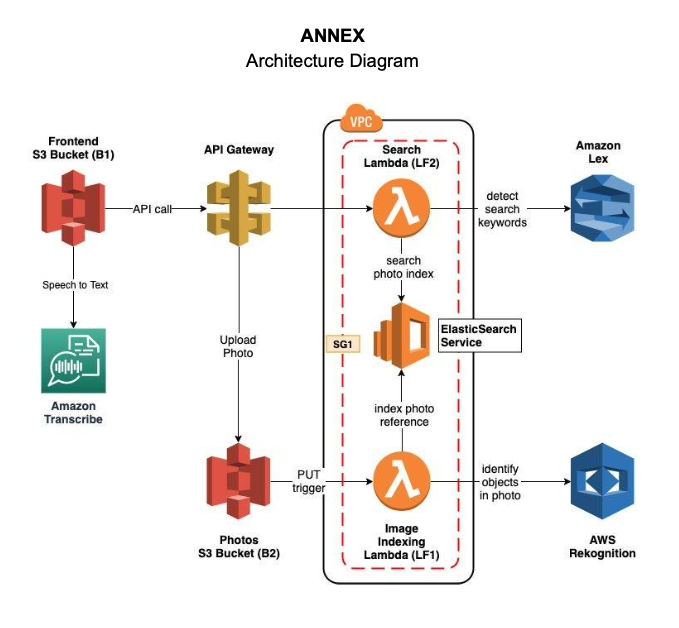 ANNEX
Architecture Diagram
VPC
Frontend
S3 Bucket (B1)
API Gateway
Search
Lambda (LF2)
Amazon
Lex
API call
detect
search
keywords
search
photo index
Speech to Text
Upload
Photo
SG1
ElasticSearch
Service
Amazon
Transcribe
index photo
reference
PUT
trigger
identify
objects
in photo
Photos
S3 Bucket (B2)
Image
Indexing
Lambda (LF1)
AWS
Rekognition